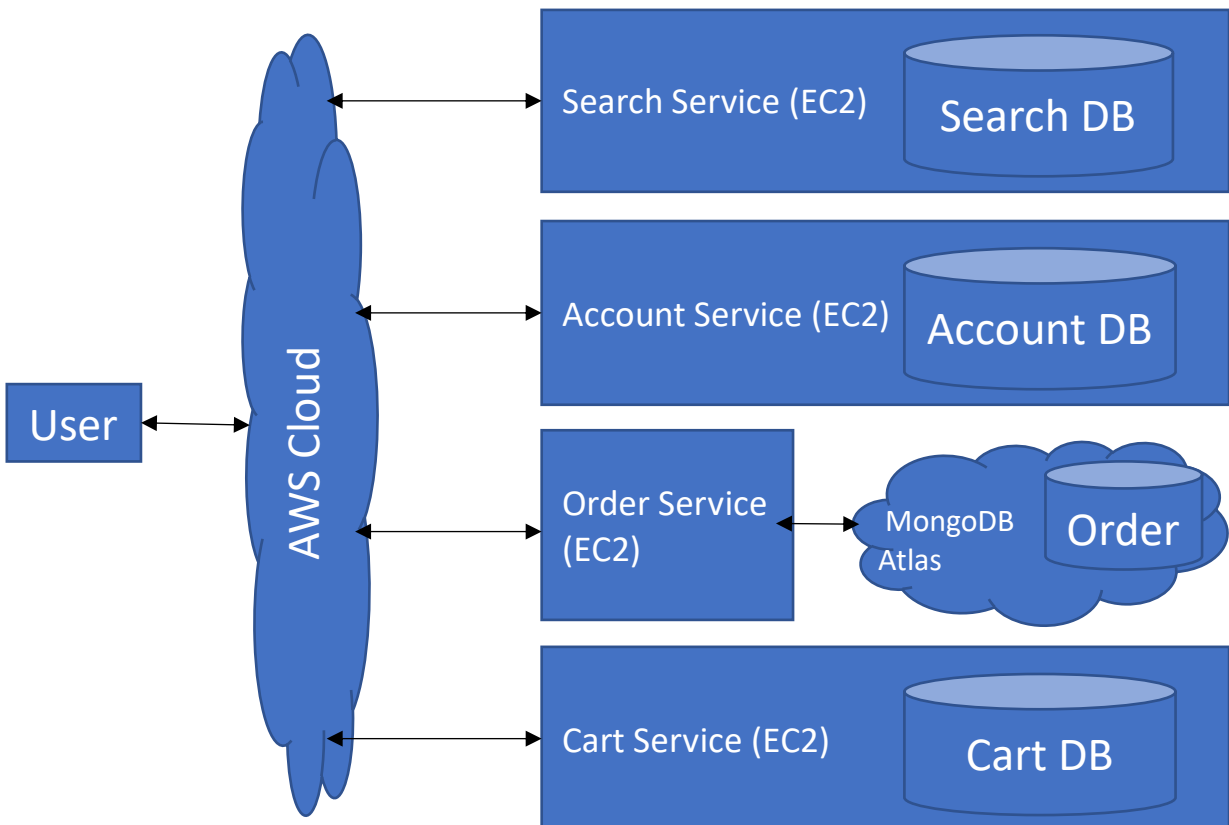 User
AWS Cloud
Search Service (EC2)
Search DB
Account Service (EC2)
Account DB
Order Service
(EC2)
MongoDB
Atlas
Order
Cart Service (EC2)
Cart DB